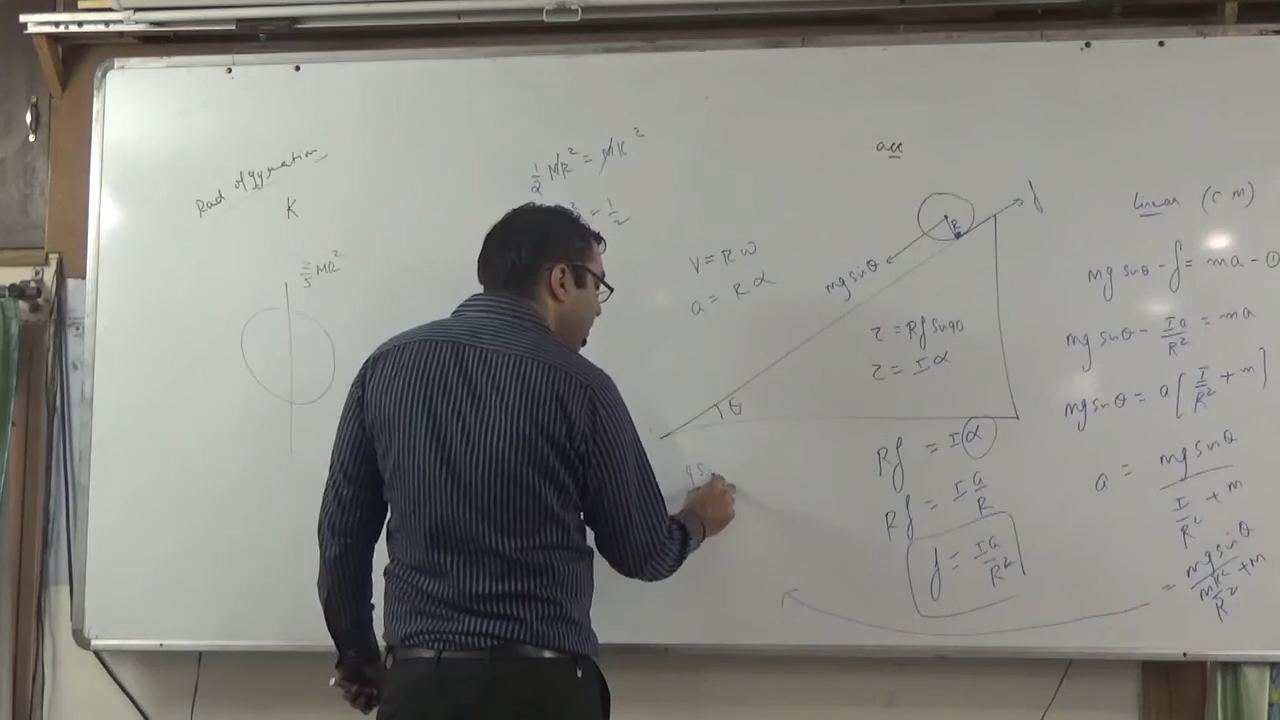 Rad of gyration
K
2/5 MR²
1/2 MR² = MK²
= 1/2
V = Rω
a = Rα
acc
f
R
mg sinθ
θ
τ = Rf Sin90
τ = Iα
Rf = Iα
Rf = I a/R
f = Ia/R²
Linear (CM)
mg sinθ - f = ma - ①
mg sinθ - Ia/R² = ma
mg sinθ = a[I/R² + m]
a = mg sinθ / (I/R² + m)
= mg sinθ / (mK²/R² + m)